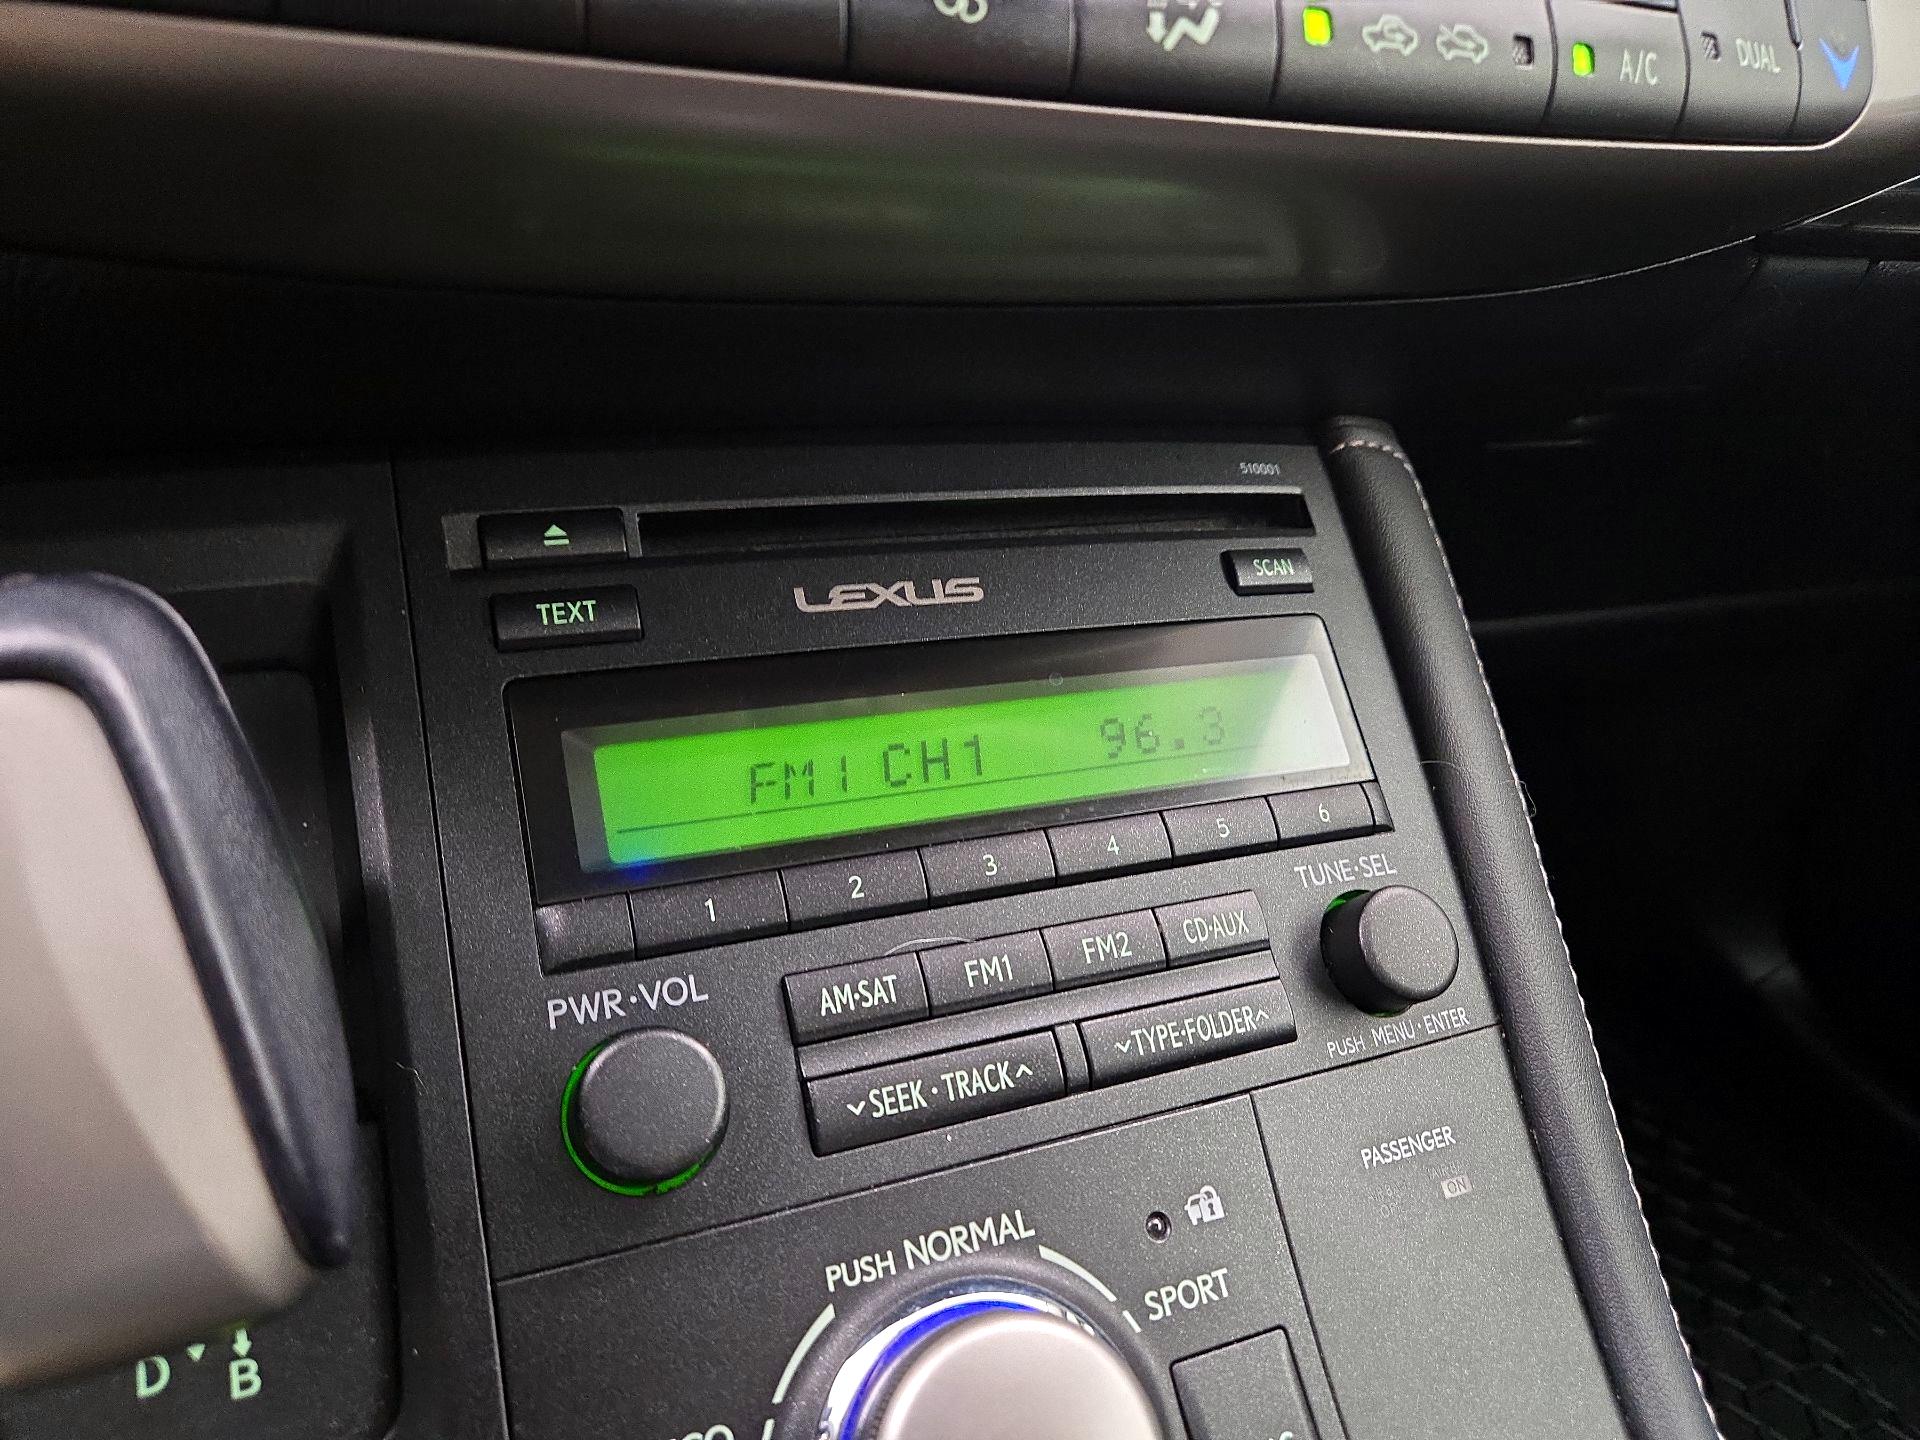 A/C
DUAL
510001
SCAN
TEXT
LEXUS
FM1 CH1 96.3
1 2 3 4 5 6
TUNE·SEL
AM·SAT FM1 FM2 CD·AUX
PWR·VOL
SEEK·TRACK
TYPE·FOLDER
PUSH MENU·ENTER
PASSENGER
ON
PUSH NORMAL
SPORT
D B